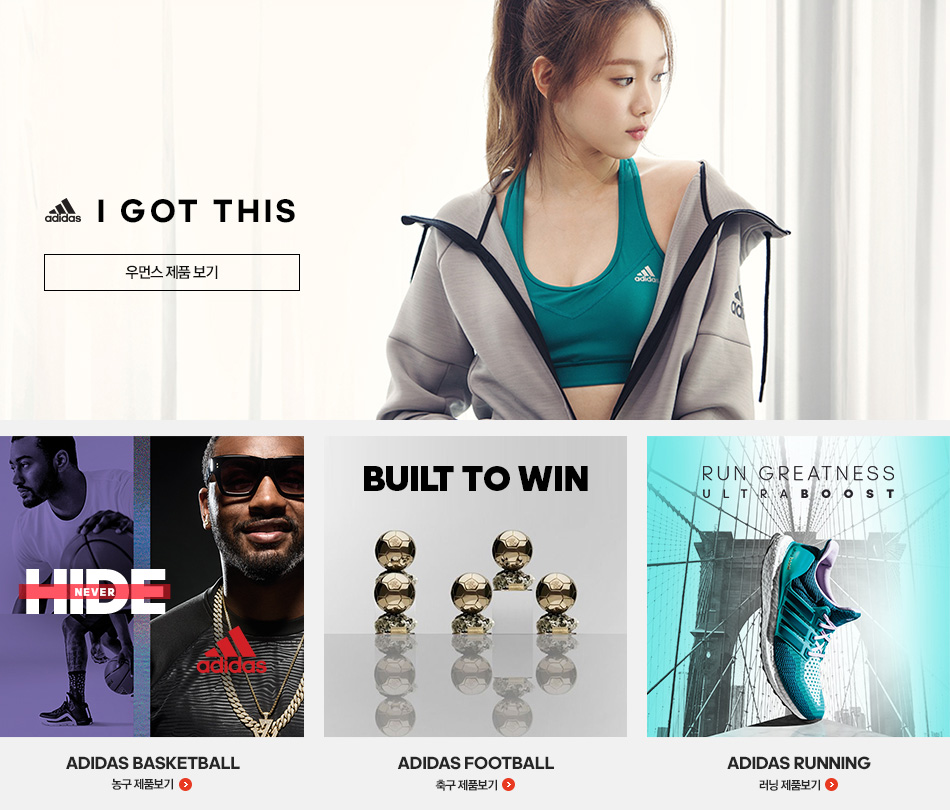 adidas I GOT THIS
우먼스 제품 보기
adidas
HIDE
NEVER
adidas
BUILT TO WIN
RUN GREATNESS
ULTRABOOST
ADIDAS BASKETBALL
농구 제품보기
ADIDAS FOOTBALL
축구 제품보기
ADIDAS RUNNING
러닝 제품보기